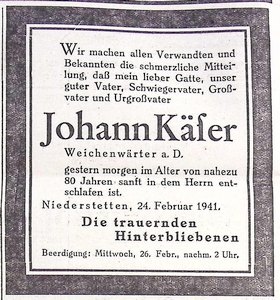 Wir machen allen Verwandten und
Bekannten die schmerzliche Mittei-
lung, daß mein lieber Gatte, unser
guter Vater, Schwiegervater, Groß-
vater und Urgroßvater
Johann Käſer
Weichenwärter a. D.
gestern morgen im Alter von nahezu
80 Jahren sanft in dem Herrn ent-
schlafen ist.
Niederstetten, 24. Februar 1941.
Die trauernden
Hinterbliebenen
Beerdigung: Mittwoch, 26. Febr., nachm. 2 Uhr.